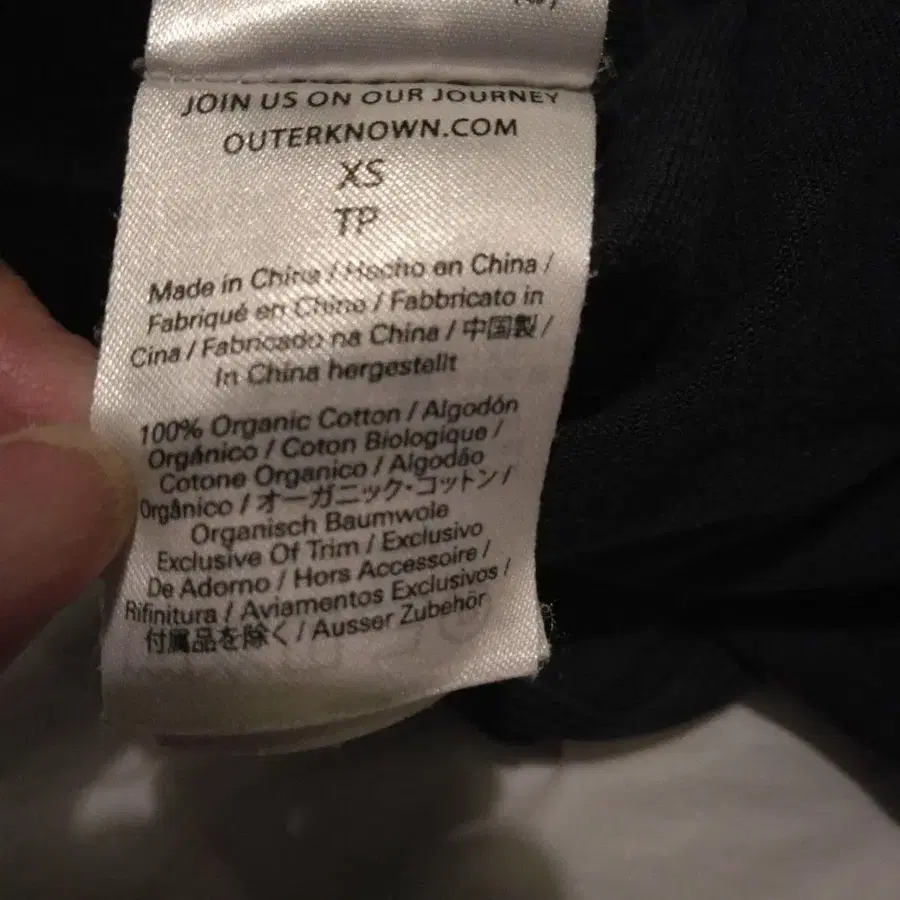 JOIN US ON OUR JOURNEY
OUTERKNOWN.COM
XS
TP
Made in China / Hecho en China /
Fabriqué en Chine / Fabbricato in
Cina / Fabricado na China / 中国製 /
In China hergestellt
100% Organic Cotton / Algodón
Orgánico / Coton Biologique /
Cotone Organico / Algodão
Orgânico / オーガニック・コットン /
Organisch Baumwole
Exclusive Of Trim / Exclusivo
De Adorno / Hors Accessoire /
Rifinitura / Aviamentos Exclusivos /
付属品を除く / Ausser Zubehör